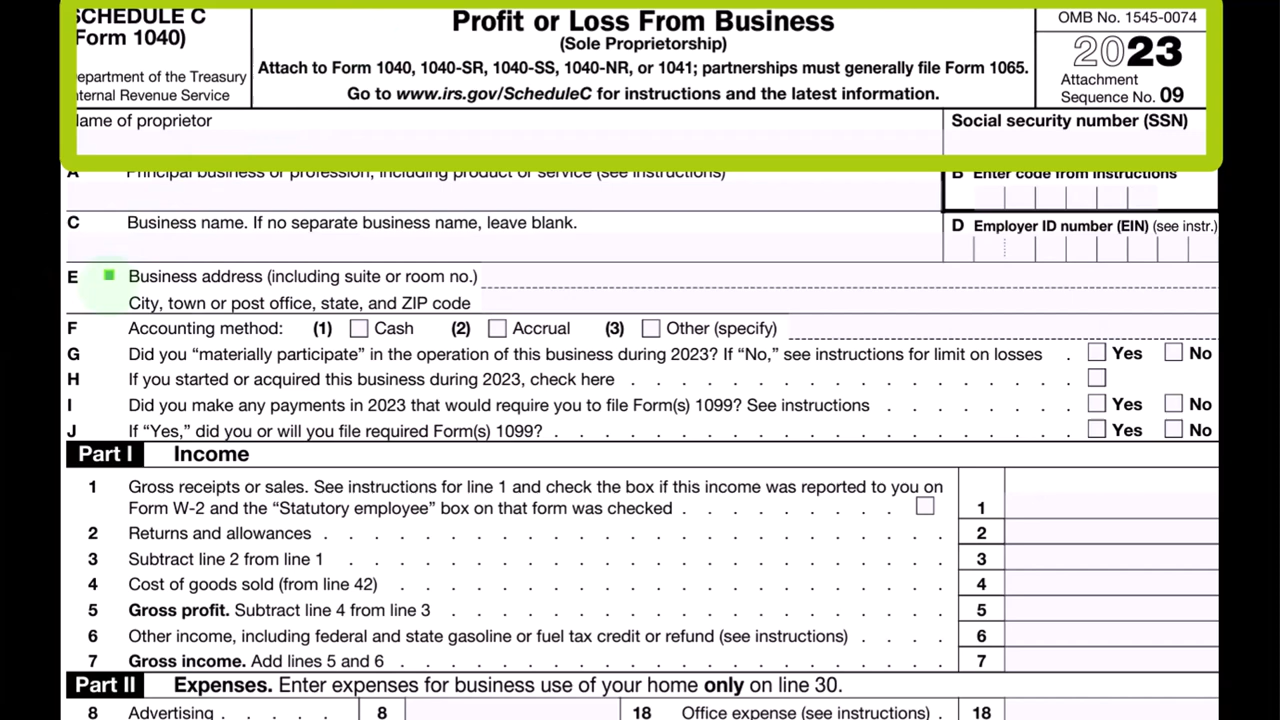 SCHEDULE C
(Form 1040)
Department of the Treasury
Internal Revenue Service
Profit or Loss From Business
(Sole Proprietorship)
Attach to Form 1040, 1040-SR, 1040-SS, 1040-NR, or 1041; partnerships must generally file Form 1065.
Go to www.irs.gov/ScheduleC for instructions and the latest information.
OMB No. 1545-0074
2023
Attachment
Sequence No. 09
Name of proprietor
Social security number (SSN)
A Principal business or profession, including product or service (see instructions)
B Enter code from instructions
C Business name. If no separate business name, leave blank.
D Employer ID number (EIN) (see instr.)
E Business address (including suite or room no.)
City, town or post office, state, and ZIP code
F Accounting method: (1) Cash (2) Accrual (3) Other (specify)
G Did you “materially participate” in the operation of this business during 2023? If “No,” see instructions for limit on losses . Yes No
H If you started or acquired this business during 2023, check here . . . . . . . . . . . . . . . . .
I Did you make any payments in 2023 that would require you to file Form(s) 1099? See instructions . . . . . . . Yes No
J If “Yes,” did you or will you file required Form(s) 1099? . . . . . . . . . . . . . . . . . . Yes No
Part I Income
1 Gross receipts or sales. See instructions for line 1 and check the box if this income was reported to you on
Form W-2 and the “Statutory employee” box on that form was checked . . . . . . . . . 1
2 Returns and allowances . . . . . . . . . . . . . . . . . . . . 2
3 Subtract line 2 from line 1 . . . . . . . . . . . . . . . . . . . . 3
4 Cost of goods sold (from line 42) . . . . . . . . . . . . . . . . . . 4
5 Gross profit. Subtract line 4 from line 3 . . . . . . . . . . . . . . . . 5
6 Other income, including federal and state gasoline or fuel tax credit or refund (see instructions) . . . . 6
7 Gross income. Add lines 5 and 6 . . . . . . . . . . . . . . . . . . 7
Part II Expenses. Enter expenses for business use of your home only on line 30.
8 Advertising . . . . . 8
18 Office expense (see instructions) . 18